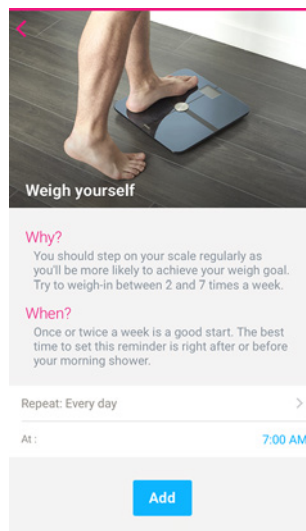 Weigh yourself
Why?
You should step on your scale regularly as
you'll be more likely to achieve your weigh goal.
Try to weigh-in between 2 and 7 times a week.
When?
Once or twice a week is a good start. The best
time to set this reminder is right after or before
your morning shower.
Repeat: Every day
At : 7:00 AM
Add